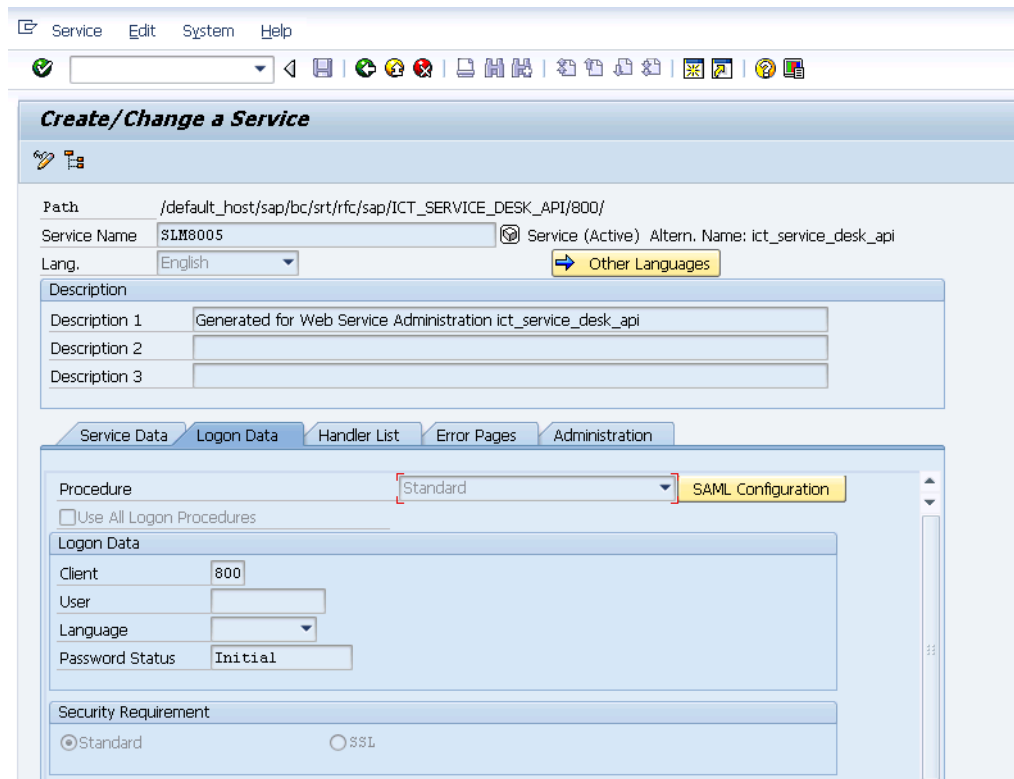 Service Edit System Help
Create/Change a Service
Path /default_host/sap/bc/srt/rfc/sap/ICT_SERVICE_DESK_API/800/
Service Name SLM8005 Service (Active) Altern. Name: ict_service_desk_api
Lang. English Other Languages
Description
Description 1 Generated for Web Service Administration ict_service_desk_api
Description 2
Description 3
Service Data Logon Data Handler List Error Pages Administration
Procedure Standard SAML Configuration
Use All Logon Procedures
Logon Data
Client 800
User
Language
Password Status Initial
Security Requirement
Standard SSL